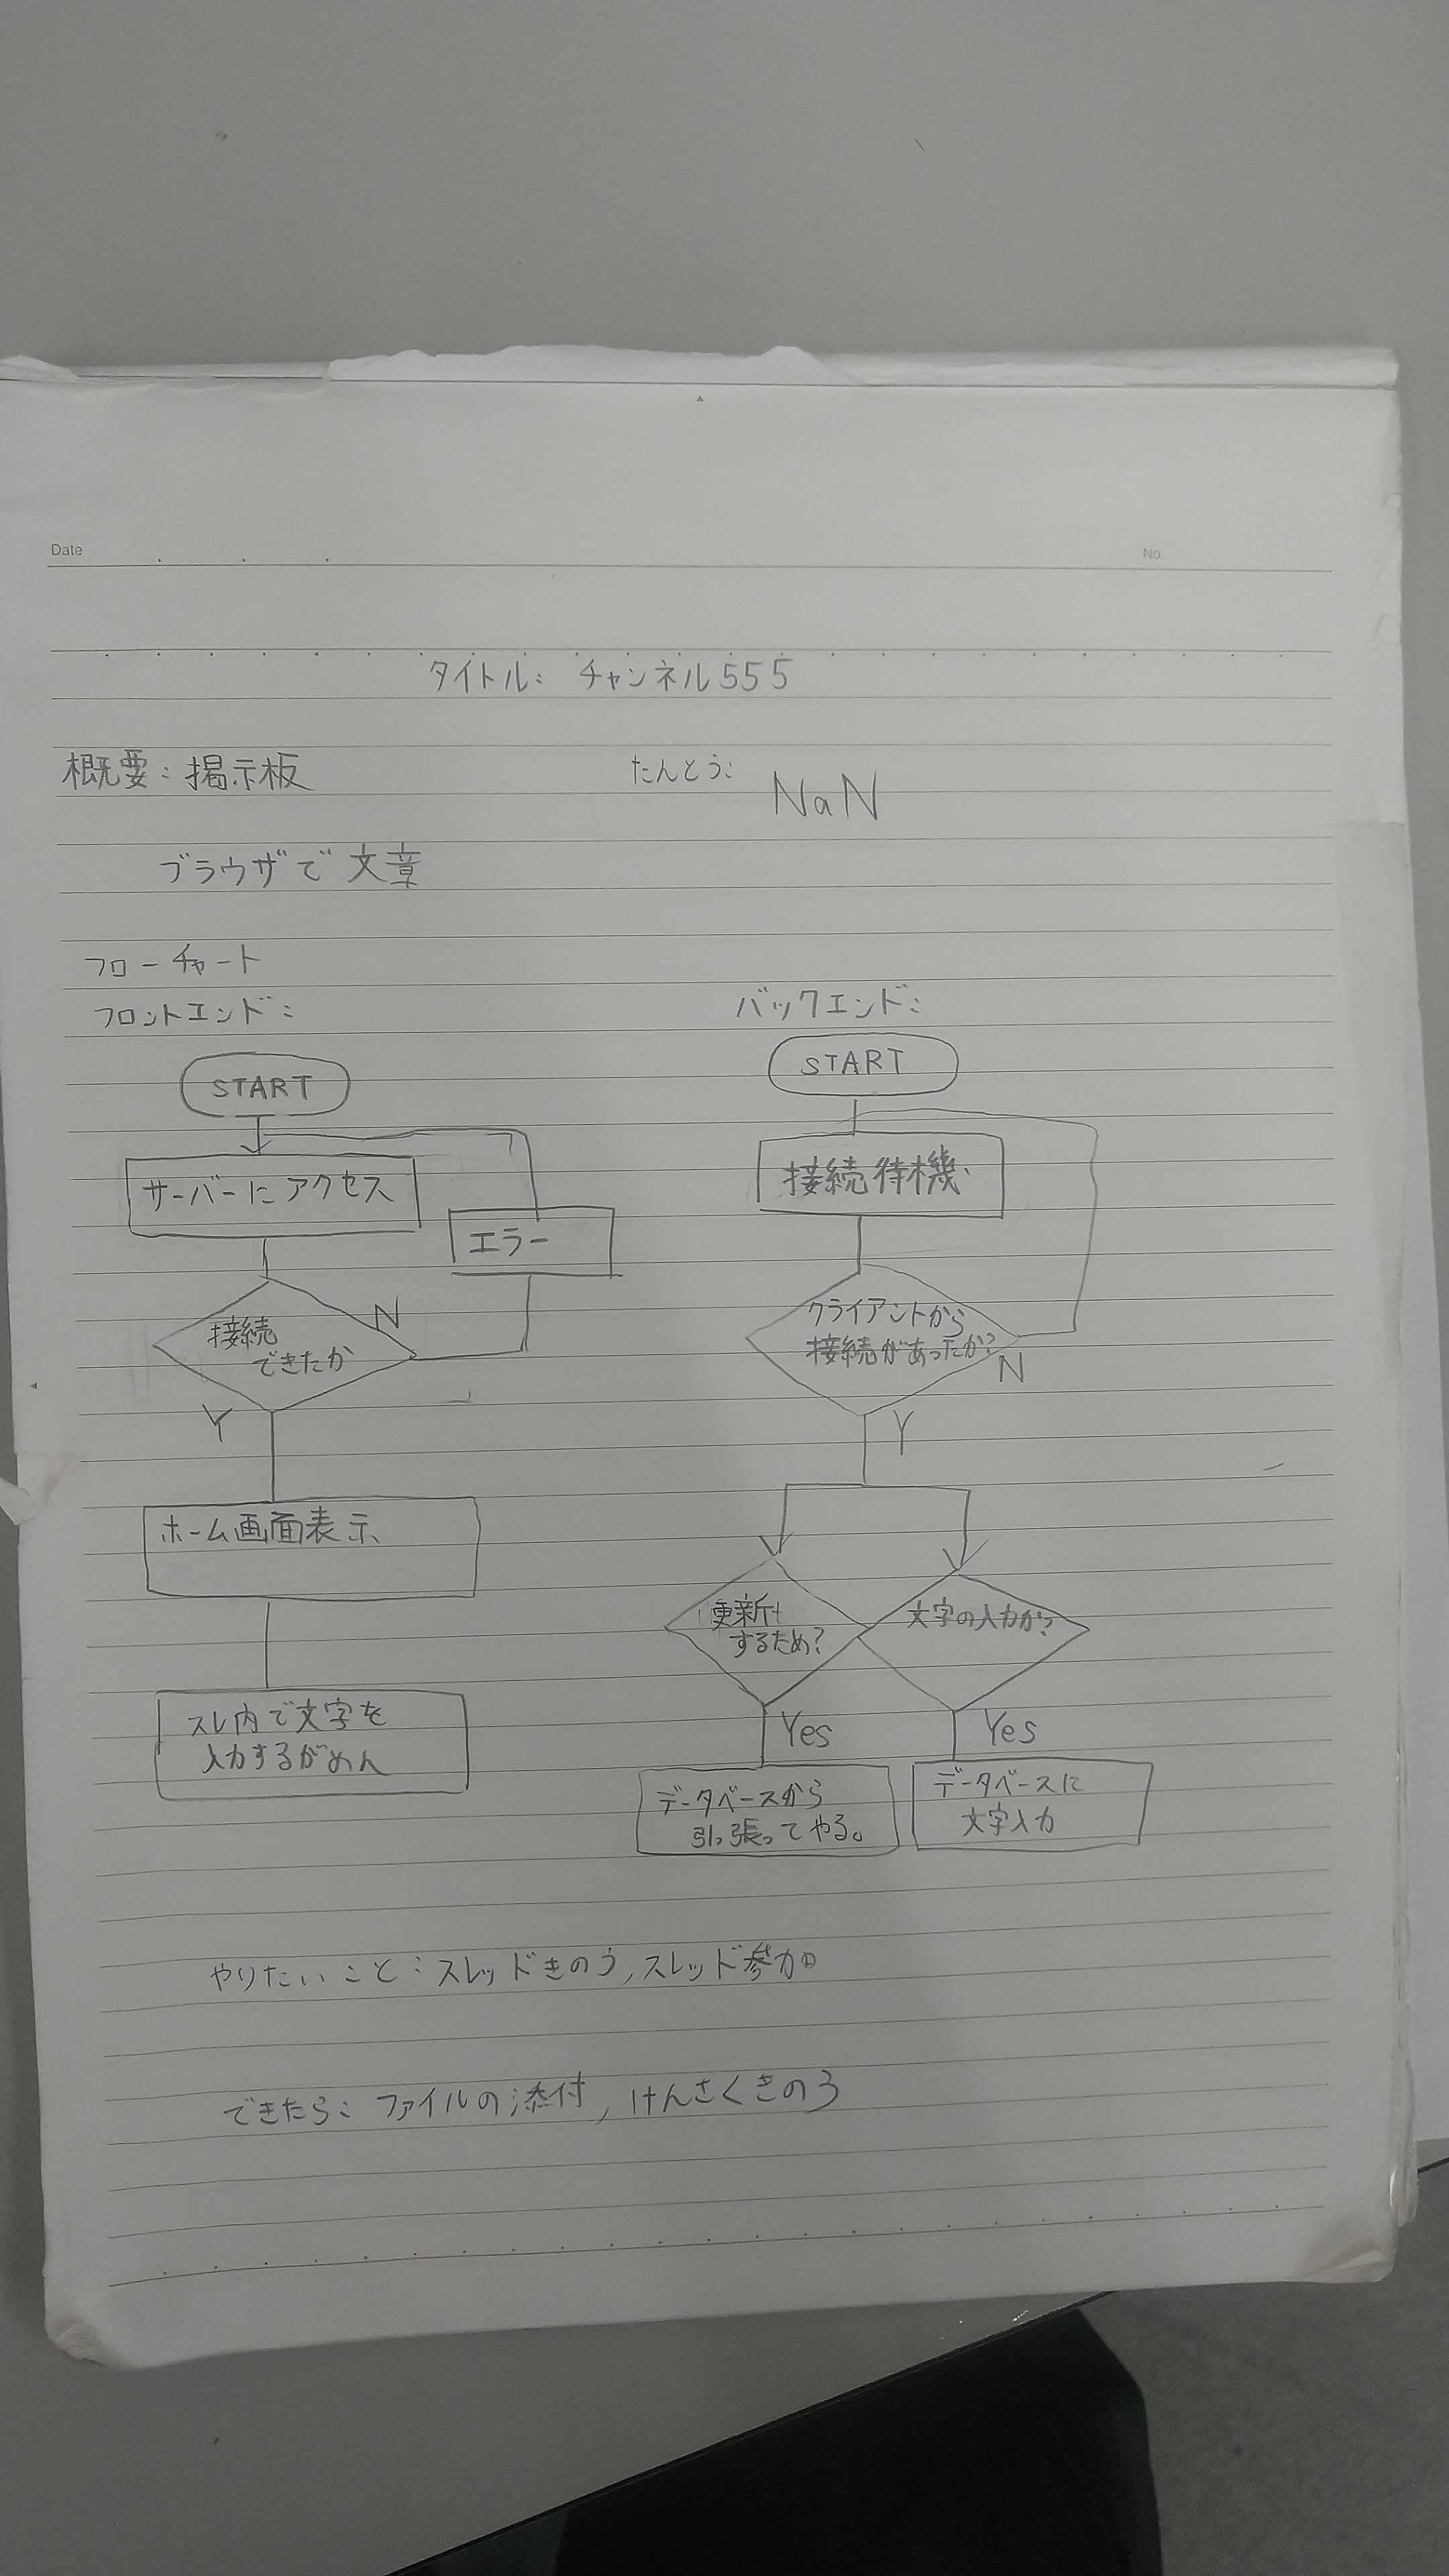 Date
No.
タイトル: チャンネル555
概要: 掲示板
たんとう: NaN
ブラウザで文章
フローチャート
フロントエンド:
START
サーバーにアクセス
エラー
接続
できたか
N
Y
ホーム画面表示
スレ内で文字を
入力するがめん
バックエンド:
START
接続待機
クライアントから
接続があったか?
N
Y
更新
するため?
文字の入力か?
Yes
Yes
データベースから
引っ張ってやる。
データベースに
文字入力
やりたいこと:スレッドきのう,スレッド参加
できたら: ファイルの添付, けんさくきのう